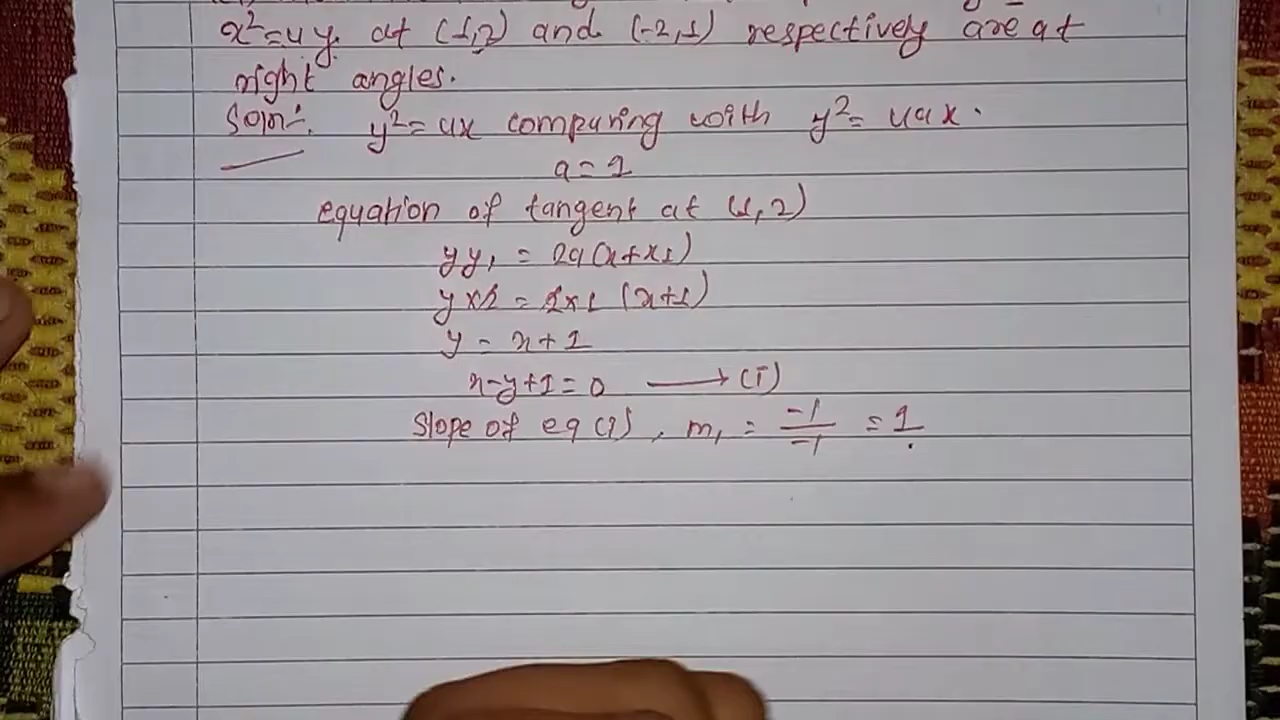 x²=4y. at (1,2) and (-2,1) respectively are at
right angles.
Soln:-. y²=4x comparing with y²=4ax.
a=1
equation of tangent at (1,2)
yy₁ = 2a(x+x₁)
y×2 = 2×1 (x+1)
y = x+1
x-y+1=0 ⟶(I)
Slope of eq (I), m₁ = -1/-1 = 1